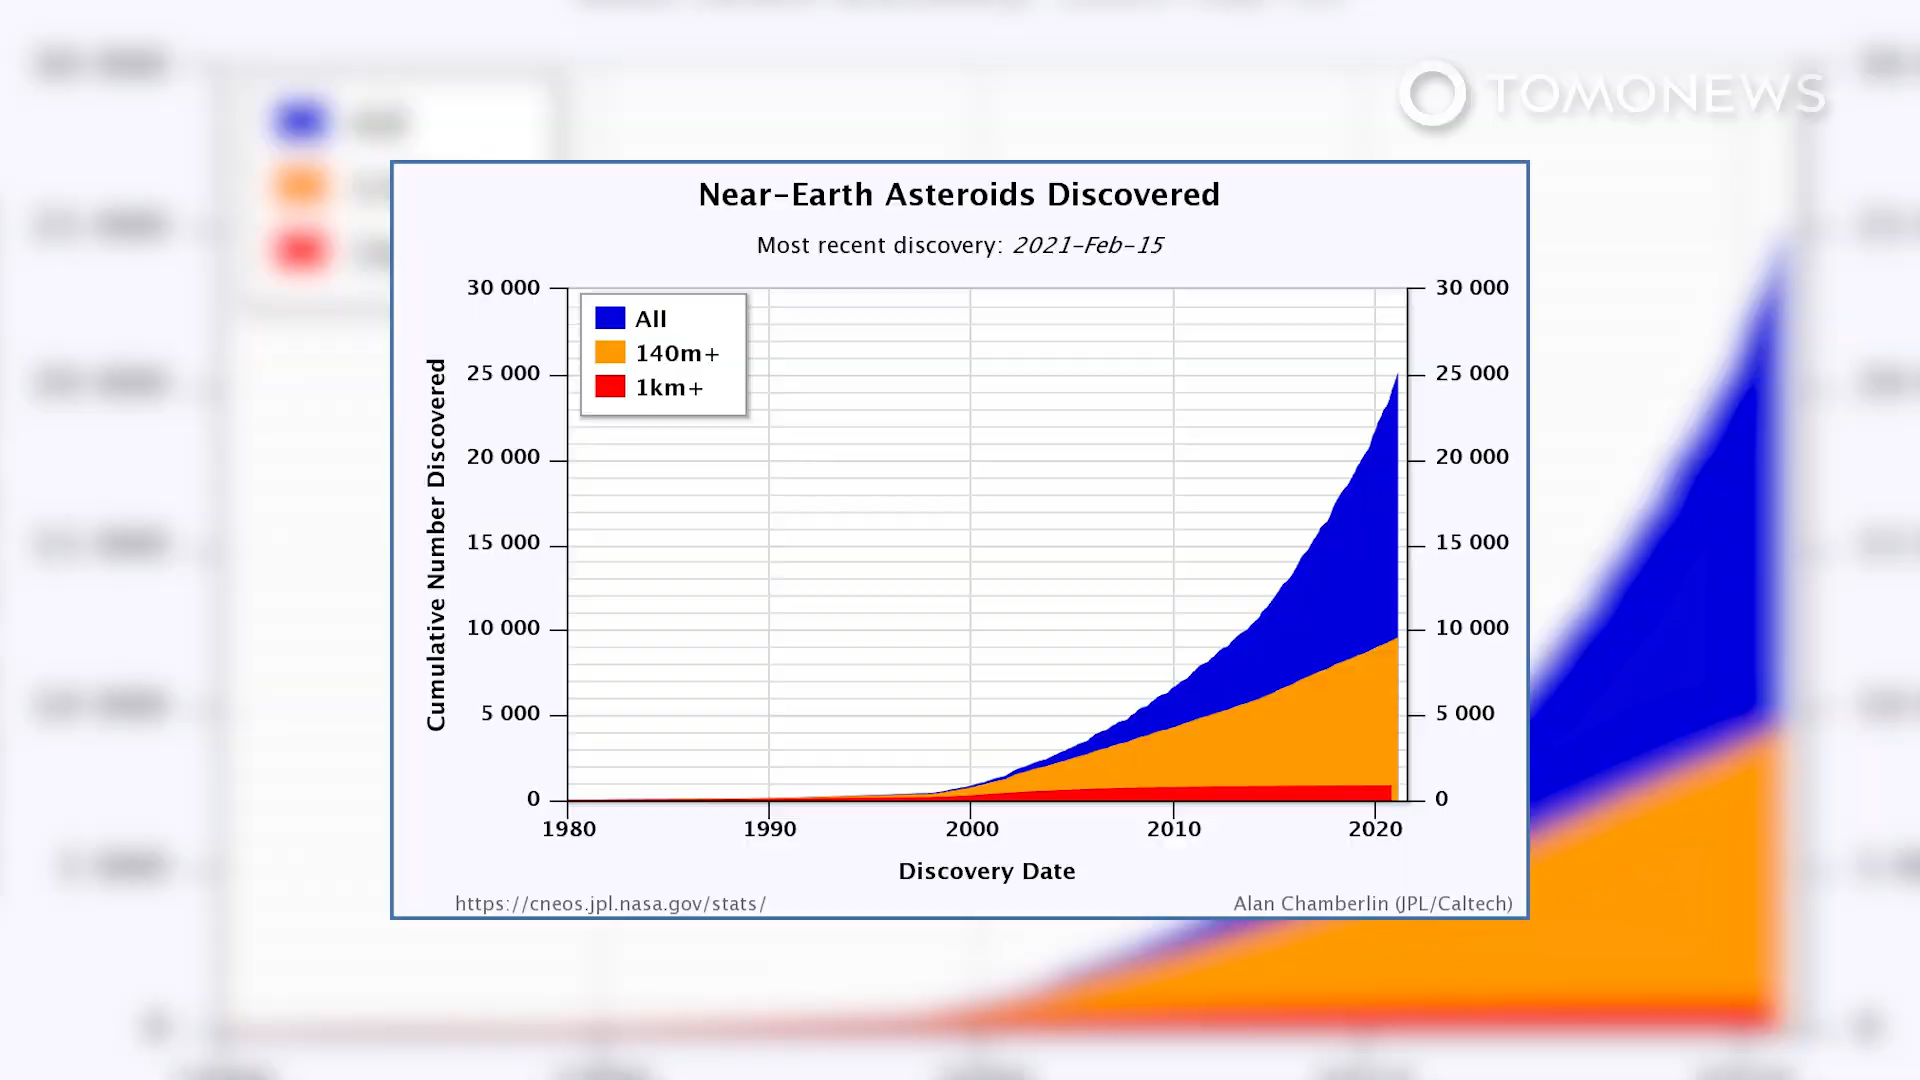 TOMONEWS
Near-Earth Asteroids Discovered
Most recent discovery: 2021-Feb-15
30 000
25 000
20 000
15 000
10 000
5 000
0
All
140m+
1km+
30 000
25 000
20 000
15 000
10 000
5 000
0
Cumulative Number Discovered
1980 1990 2000 2010 2020
Discovery Date
https://cneos.jpl.nasa.gov/stats/
Alan Chamberlin (JPL/Caltech)